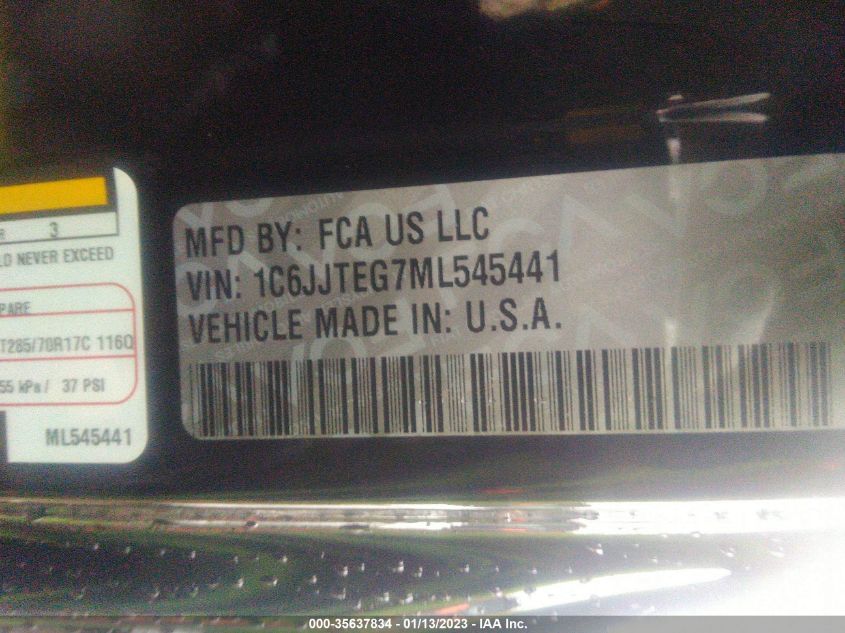 R 3
LD NEVER EXCEED
PARE
T285/70R17C 116Q
55 kPa/ 37 PSI
ML545441
MFD BY: FCA US LLC
VIN: 1C6JJTEG7ML545441
VEHICLE MADE IN: U.S.A.
000-35637834 - 01/13/2023 - IAA Inc.